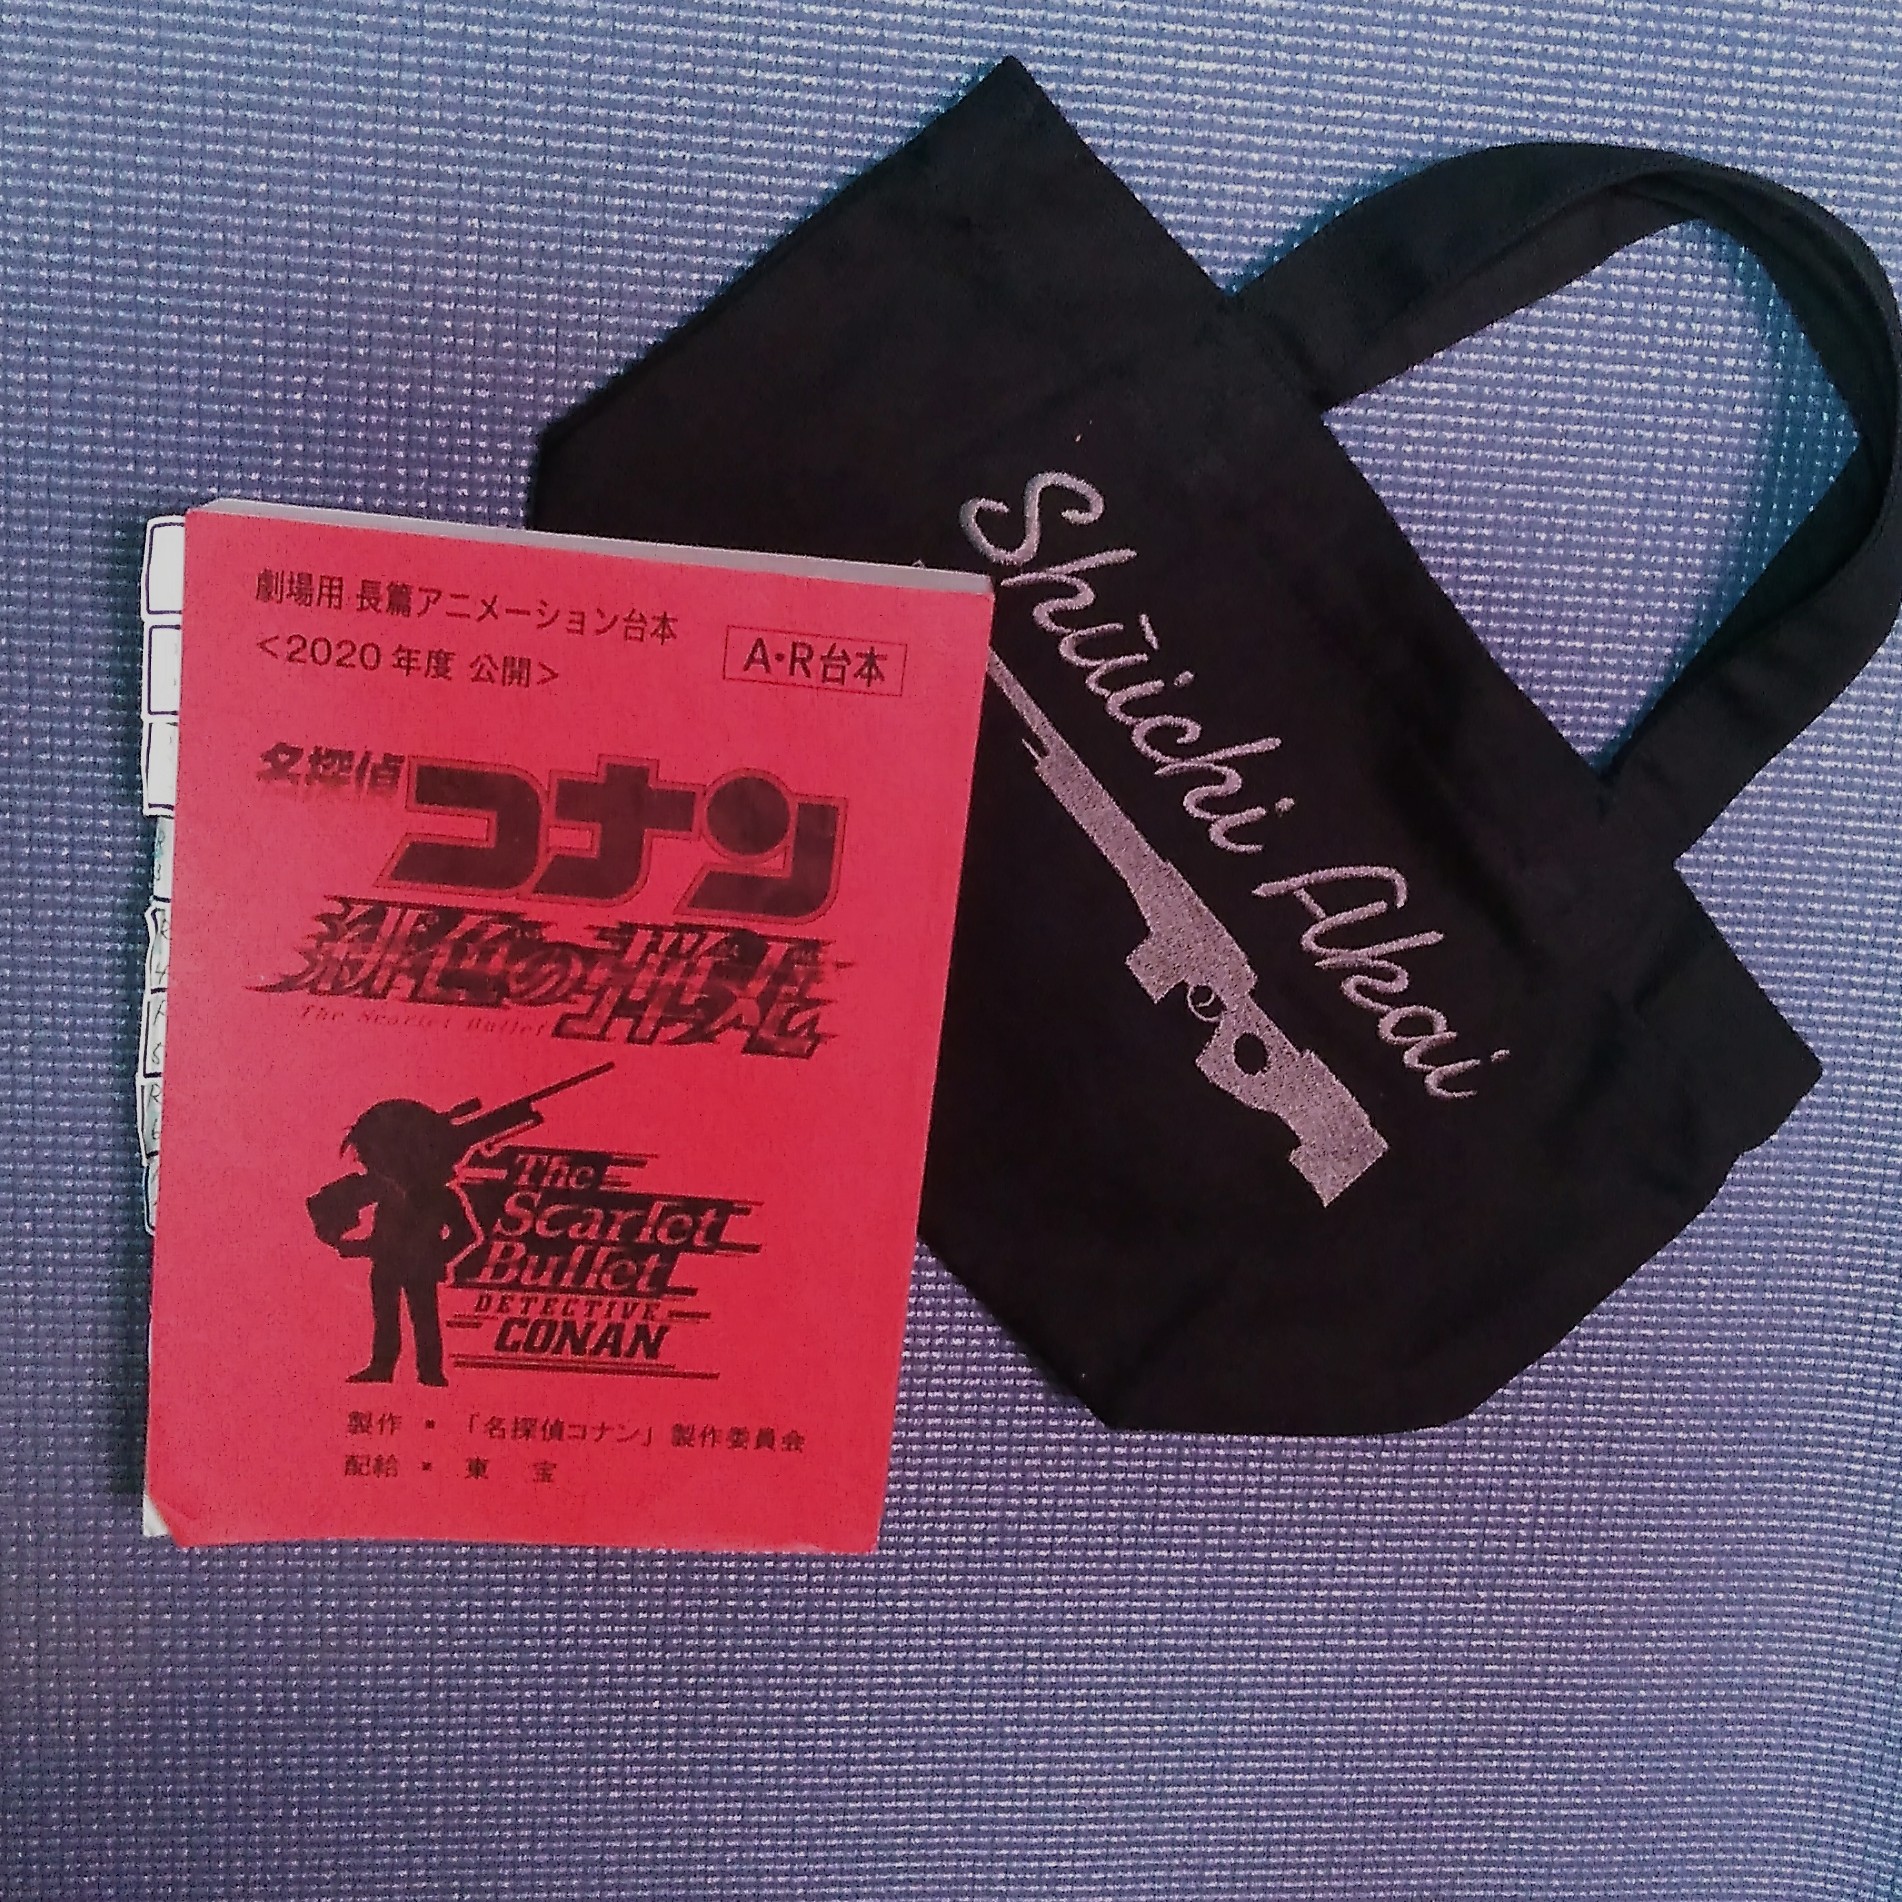 劇場用 長篇アニメーション台本
<2020年度 公開>
A・R台本
名探偵
コナン
緋色の弾丸
The Scarlet Bullet
The
Scarlet
Bullet
DETECTIVE
CONAN
製作・「名探偵コナン」製作委員会
配給・東 宝
Shūichi Akai